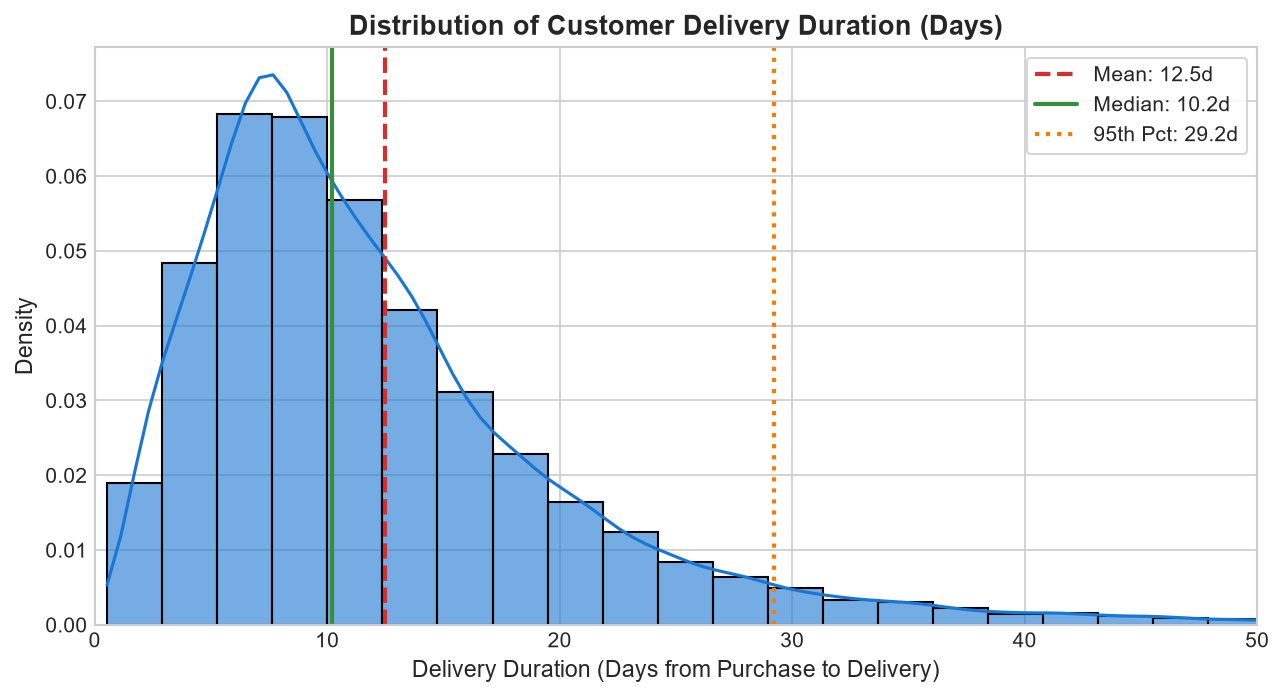 Distribution of Customer Delivery Duration (Days)
Mean: 12.5d
Median: 10.2d
95th Pct: 29.2d
Density
0.07
0.06
0.05
0.04
0.03
0.02
0.01
0.00
0 10 20 30 40 50
Delivery Duration (Days from Purchase to Delivery)